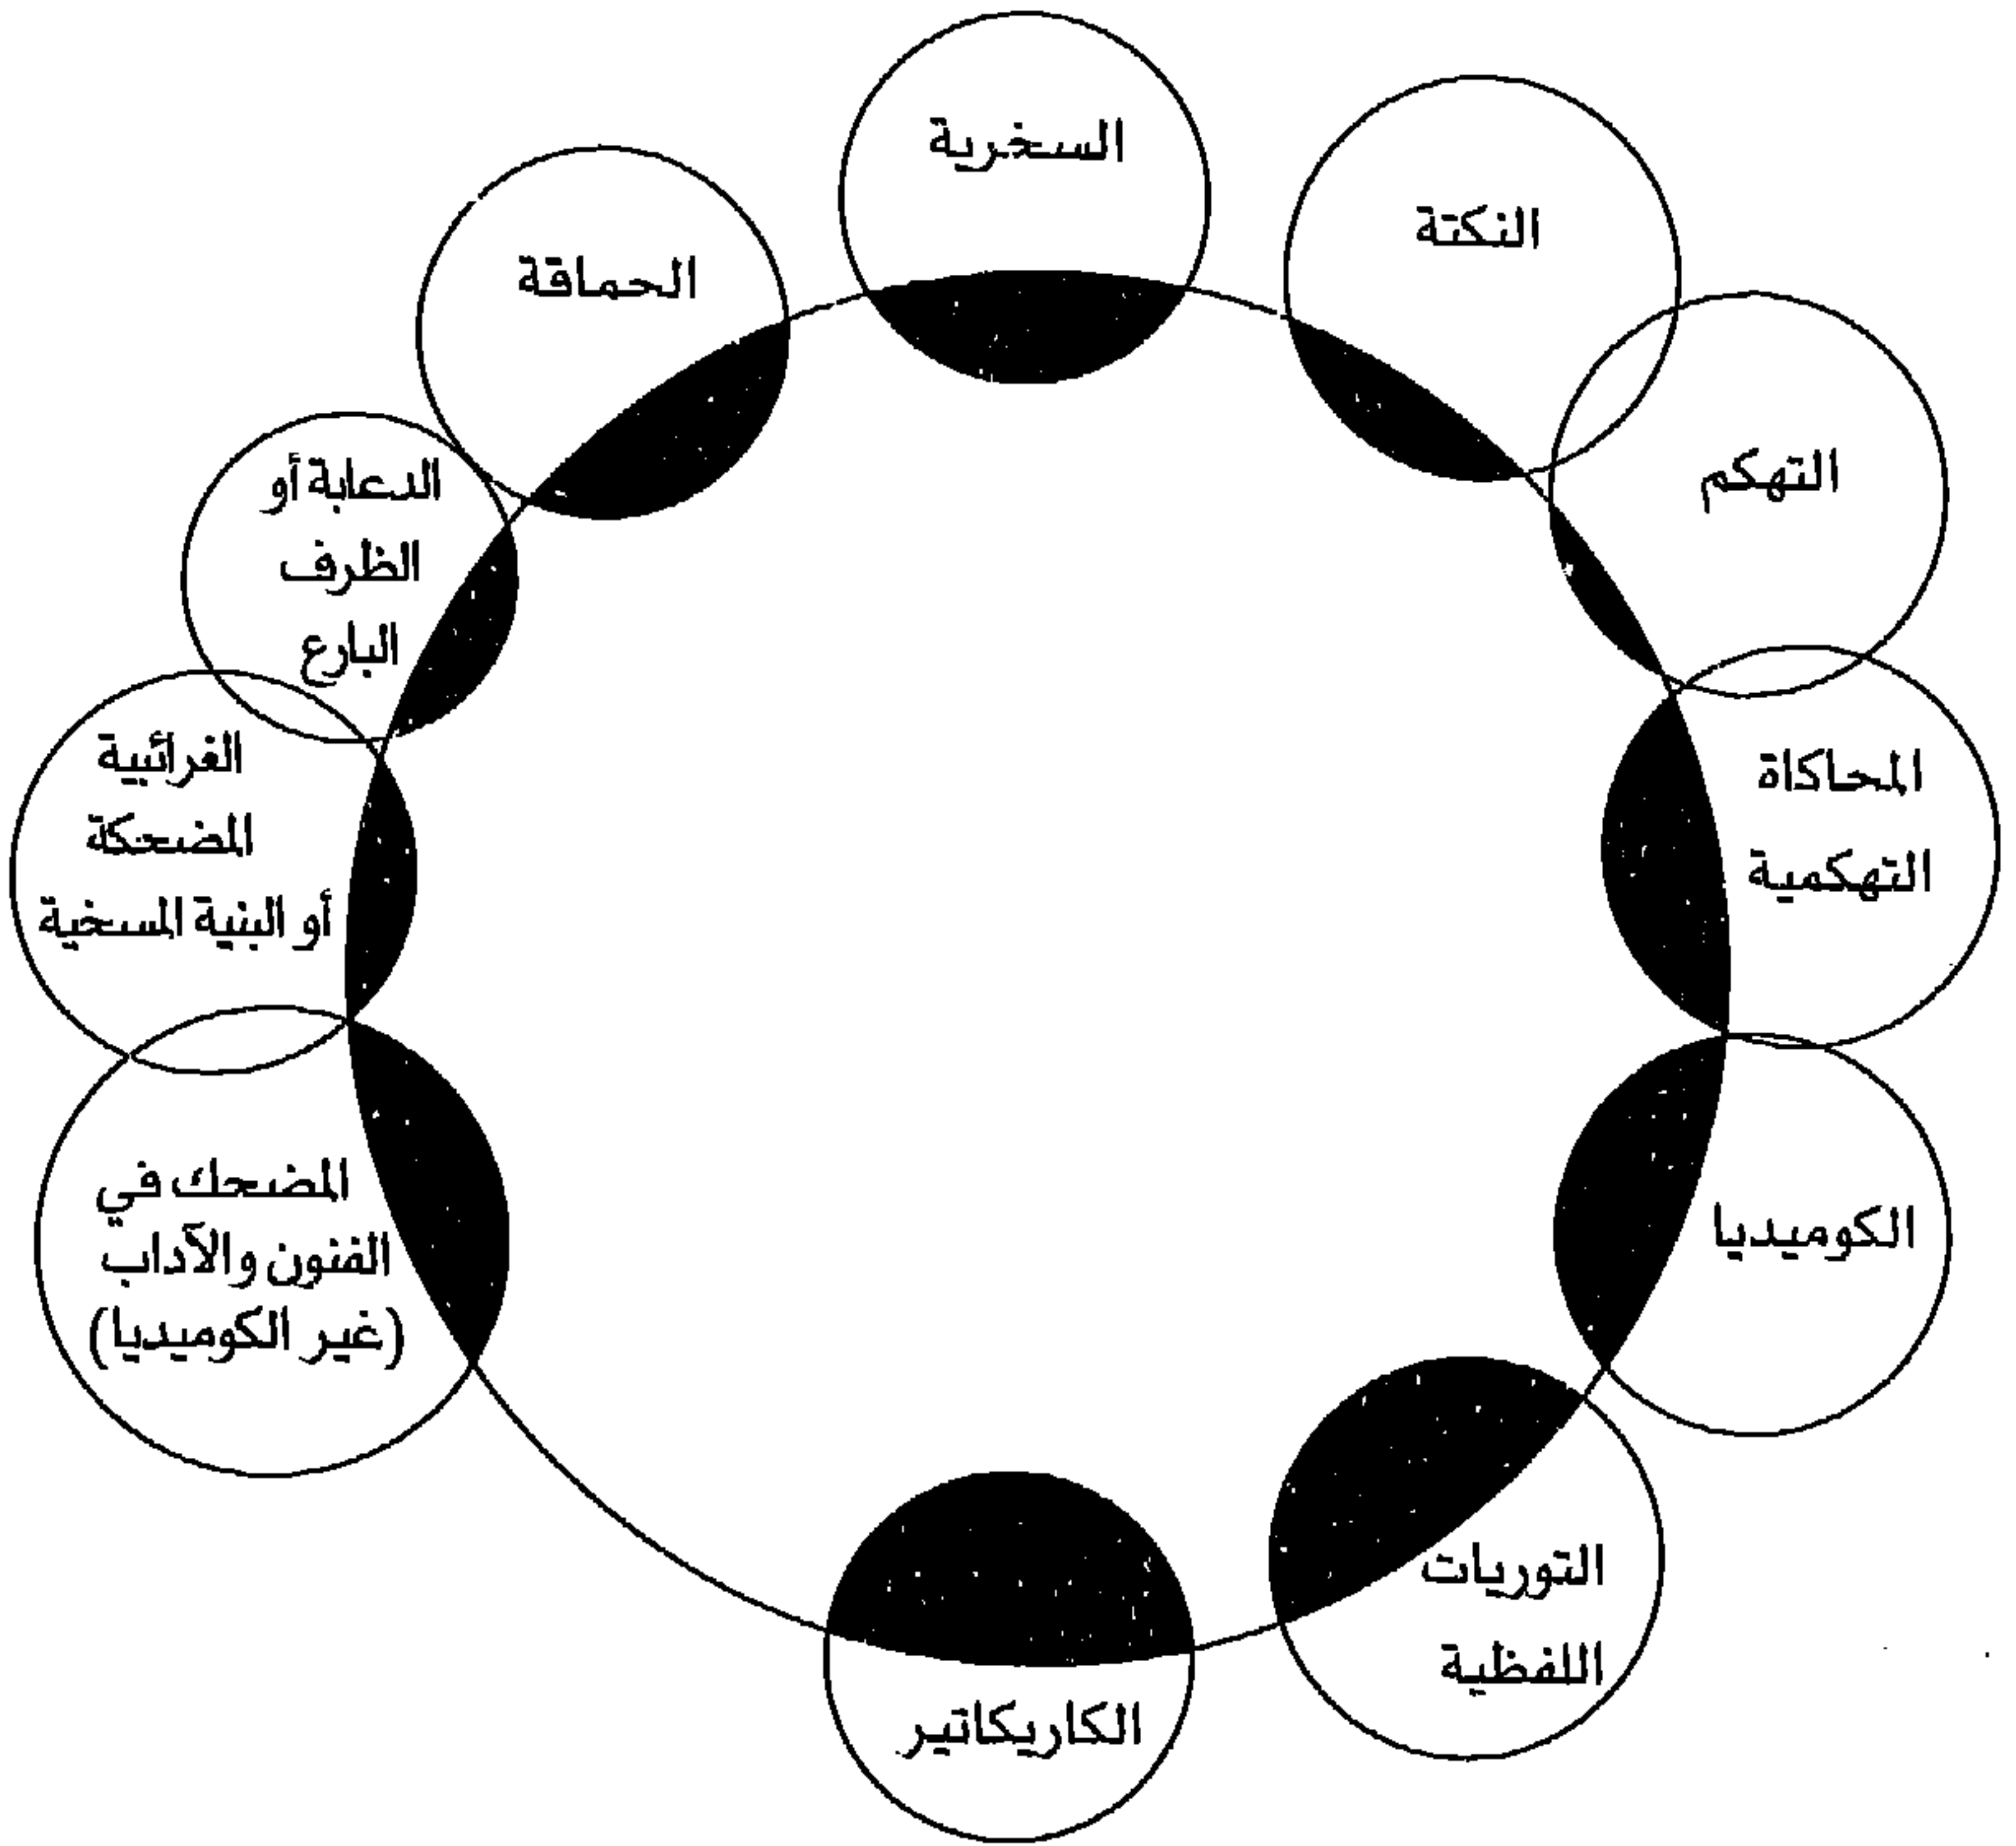 السخرية
النكتة
التهكم
المحاكاة
التهكمية
الكوميديا
التوريات
اللفظية
الكاريكاتير
المضحك في
الفنون والآداب
(غير الكوميديا)
الغرائبية
المضحكة
أو البنية المسخية
الدعابة أو
الظرف
البارع
الحماقة